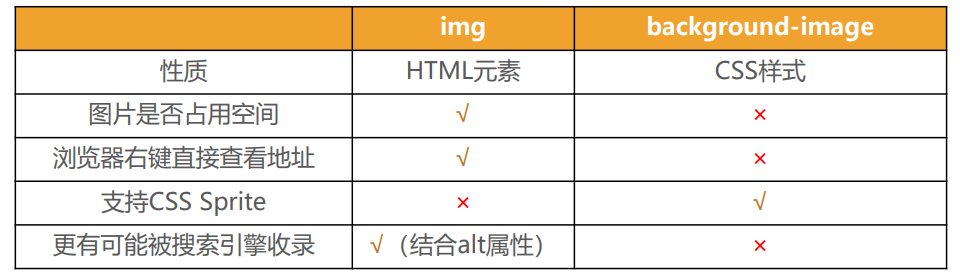 img background-image
性质 HTML元素 CSS样式
图片是否占用空间 √ ×
浏览器右键直接查看地址 √ ×
支持CSS Sprite × √
更有可能被搜索引擎收录 √（结合alt属性） ×